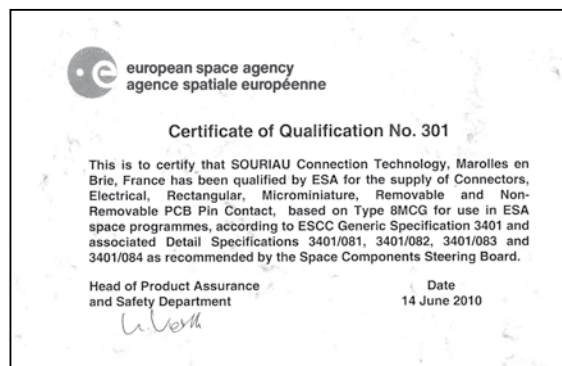 european space agency
agence spatiale européenne
Certificate of Qualification No. 301
This is to certify that SOURIAU Connection Technology, Marolles en
Brie, France has been qualified by ESA for the supply of Connectors,
Electrical, Rectangular, Microminiature, Removable and Non-
Removable PCB Pin Contact, based on Type 8MCG for use in ESA
space programmes, according to ESCC Generic Specification 3401 and
associated Detail Specifications 3401/081, 3401/082, 3401/083 and
3401/084 as recommended by the Space Components Steering Board.
Head of Product Assurance
and Safety Department
Date
14 June 2010